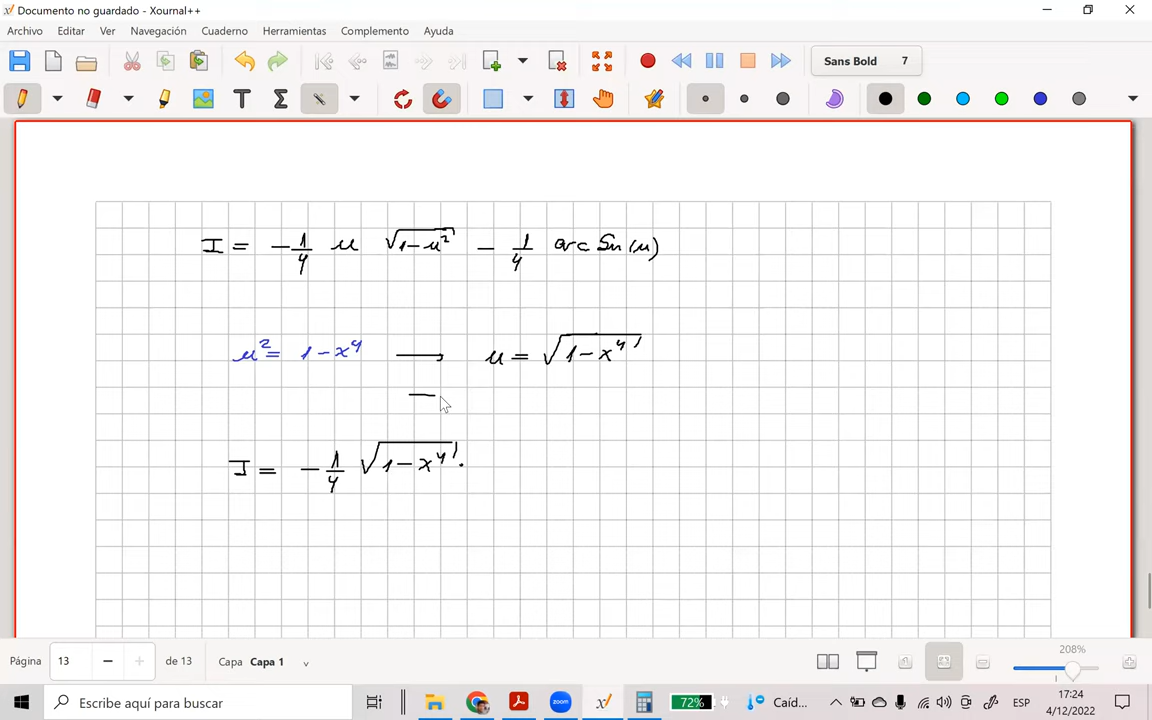 Documento no guardado - Xournal++
Archivo Editar Ver Navegación Cuaderno Herramientas Complemento Ayuda
Sans Bold 7
I = -1/4 u √(1-u²) - 1/4 arcSen(u)
u² = 1-x⁴ → u = √(1-x⁴)
I = -1/4 √(1-x⁴) ·
Página 13 de 13 Capa Capa 1 208%
Escribe aquí para buscar 72% Caíd... ESP 17:24
4/12/2022